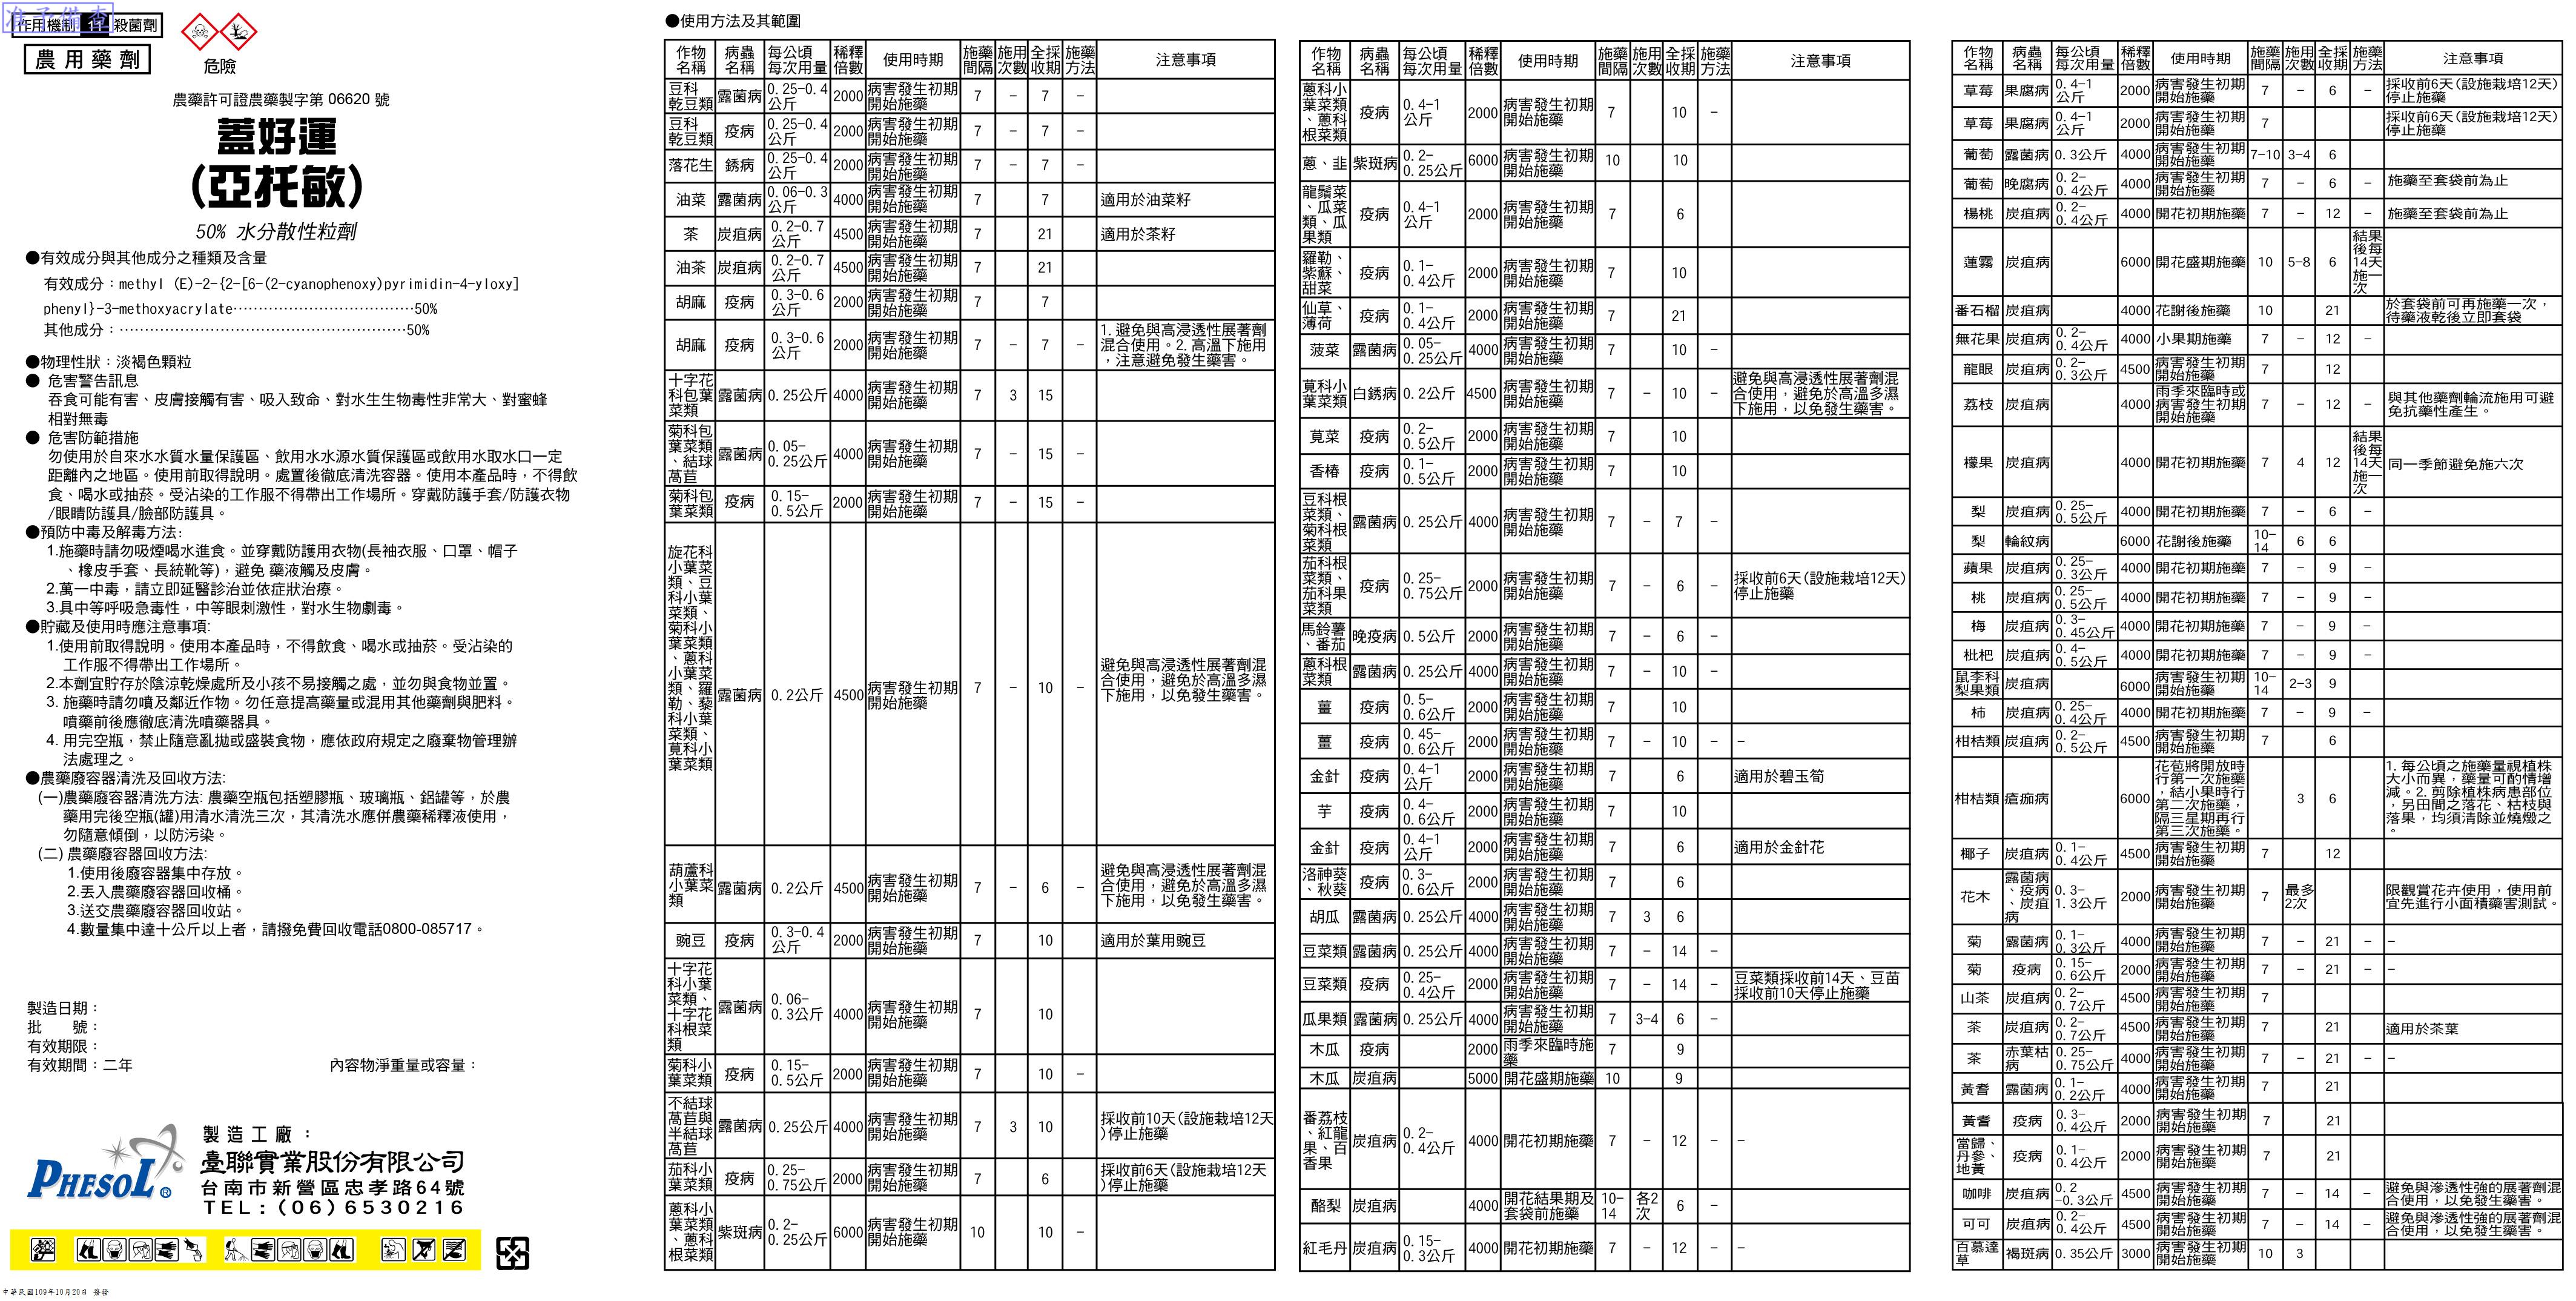 准予備查
作用機制 殺菌劑
農用藥劑
危險
農藥許可證農藥製字第 06620 號
蓋好運
(亞托敏)
50% 水分散性粒劑
●有效成分與其他成分之種類及含量
有效成分：methyl (E)-2-{2-[6-(2-cyanophenoxy)pyrimidin-4-yloxy]
phenyl}-3-methoxyacrylate………………………………50%
其他成分：…………………………………………………50%
●物理性狀：淡褐色顆粒
● 危害警告訊息
吞食可能有害、皮膚接觸有害、吸入致命、對水生生物毒性非常大、對蜜蜂
相對無毒
● 危害防範措施
勿使用於自來水水質水量保護區、飲用水水源水質保護區或飲用水取水口一定
距離內之地區。使用前取得說明。處置後徹底清洗容器。使用本產品時，不得飲
食、喝水或抽菸。受沾染的工作服不得帶出工作場所。穿戴防護手套/防護衣物
/眼睛防護具/臉部防護具。
●預防中毒及解毒方法:
1.施藥時請勿吸煙喝水進食。並穿戴防護用衣物(長袖衣服、口罩、帽子
、橡皮手套、長統靴等)，避免 藥液觸及皮膚。
2.萬一中毒，請立即延醫診治並依症狀治療。
3.具中等呼吸急毒性，中等眼刺激性，對水生物劇毒。
●貯藏及使用時應注意事項:
1.使用前取得說明。使用本產品時，不得飲食、喝水或抽菸。受沾染的
工作服不得帶出工作場所。
2.本劑宜貯存於陰涼乾燥處所及小孩不易接觸之處，並勿與食物並置。
3. 施藥時請勿噴及鄰近作物。勿任意提高藥量或混用其他藥劑與肥料。
噴藥前後應徹底清洗噴藥器具。
4. 用完空瓶，禁止隨意亂拋或盛裝食物，應依政府規定之廢棄物管理辦
法處理之。
●農藥廢容器清洗及回收方法:
(一)農藥廢容器清洗方法: 農藥空瓶包括塑膠瓶、玻璃瓶、鋁罐等，於農
藥用完後空瓶(罐)用清水清洗三次，其清洗水應併農藥稀釋液使用，
勿隨意傾倒，以防污染。
(二) 農藥廢容器回收方法:
1.使用後廢容器集中存放。
2.丟入農藥廢容器回收桶。
3.送交農藥廢容器回收站。
4.數量集中達十公斤以上者，請撥免費回收電話0800-085717。
製造日期：
批　　號：
有效期限：
有效期間：二年 內容物淨重量或容量：
PHESOL®
製造工廠：
臺聯實業股份有限公司
台南市新營區忠孝路64號
TEL:(06)6530216
中華民國109年10月20日 簽發
●使用方法及其範圍
作物名稱 病蟲名稱 每公頃每次用量 稀釋倍數 使用時期 施藥間隔 施用次數 全採收期 施藥方法 注意事項
豆科乾豆類 露菌病 0.25-0.4公斤 2000 病害發生初期開始施藥 7 - 7 -
豆科乾豆類 疫病 0.25-0.4公斤 2000 病害發生初期開始施藥 7 - 7 -
落花生 銹病 0.25-0.4公斤 2000 病害發生初期開始施藥 7 - 7 -
油菜 露菌病 0.06-0.3公斤 4000 病害發生初期開始施藥 7 7 適用於油菜籽
茶 炭疽病 0.2-0.7公斤 4500 病害發生初期開始施藥 7 21 適用於茶籽
油茶 炭疽病 0.2-0.7公斤 4500 病害發生初期開始施藥 7 21
胡麻 疫病 0.3-0.6公斤 2000 病害發生初期開始施藥 7 7
胡麻 疫病 0.3-0.6公斤 2000 病害發生初期開始施藥 7 - 7 - 1.避免與高浸透性展著劑混合使用。2.高溫下施用，注意避免發生藥害。
十字花科包葉菜類 露菌病 0.25公斤 4000 病害發生初期開始施藥 7 3 15
菊科包葉菜類、結球萵苣 露菌病 0.05-0.25公斤 4000 病害發生初期開始施藥 7 - 15 -
菊科包葉菜類 疫病 0.15-0.5公斤 2000 病害發生初期開始施藥 7 - 15 -
旋花科小葉菜類、豆科小葉菜類、菊科小葉菜類、蔥科小葉菜類、羅勒、藜科小葉菜類、莧科小葉菜類 露菌病 0.2公斤 4500 病害發生初期開始施藥 7 - 10 - 避免與高浸透性展著劑混合使用，避免於高溫多濕下施用，以免發生藥害。
葫蘆科小葉菜類 露菌病 0.2公斤 4500 病害發生初期開始施藥 7 - 6 - 避免與高浸透性展著劑混合使用，避免於高溫多濕下施用，以免發生藥害。
豌豆 疫病 0.3-0.4公斤 2000 病害發生初期開始施藥 7 10 適用於葉用豌豆
十字花科小葉菜類、十字花科根菜類 露菌病 0.06-0.3公斤 4000 病害發生初期開始施藥 7 10
菊科小葉菜類 疫病 0.15-0.5公斤 2000 病害發生初期開始施藥 7 10 -
不結球萵苣與半結球萵苣 露菌病 0.25公斤 4000 病害發生初期開始施藥 7 3 10 採收前10天(設施栽培12天)停止施藥
茄科小葉菜類 疫病 0.25-0.75公斤 2000 病害發生初期開始施藥 7 6 採收前6天(設施栽培12天)停止施藥
蔥科小葉菜類、蔥科根菜類 紫斑病 0.2-0.25公斤 6000 病害發生初期開始施藥 10 10 -
作物名稱 病蟲名稱 每公頃每次用量 稀釋倍數 使用時期 施藥間隔 施用次數 全採收期 施藥方法 注意事項
蔥科小葉菜類、蔥科根菜類 疫病 0.4-1公斤 2000 病害發生初期開始施藥 7 10 -
蔥、韭 紫斑病 0.2-0.25公斤 6000 病害發生初期開始施藥 10 10
龍鬚菜、瓜菜類、瓜果類 疫病 0.4-1公斤 2000 病害發生初期開始施藥 7 6
羅勒、紫蘇、甜菜 疫病 0.1-0.4公斤 2000 病害發生初期開始施藥 7 10
仙草、薄荷 疫病 0.1-0.4公斤 2000 病害發生初期開始施藥 7 21
菠菜 露菌病 0.05-0.25公斤 4000 病害發生初期開始施藥 7 10 -
莧科小葉菜類 白銹病 0.2公斤 4500 病害發生初期開始施藥 7 - 10 - 避免與高浸透性展著劑混合使用，避免於高溫多濕下施用，以免發生藥害。
莧菜 疫病 0.2-0.5公斤 2000 病害發生初期開始施藥 7 10
香椿 疫病 0.1-0.5公斤 2000 病害發生初期開始施藥 7 10
豆科根菜類、菊科根菜類 露菌病 0.25公斤 4000 病害發生初期開始施藥 7 - 7 -
茄科根菜類、茄科果菜類 疫病 0.25-0.75公斤 2000 病害發生初期開始施藥 7 - 6 - 採收前6天(設施栽培12天)停止施藥
馬鈴薯、番茄 晚疫病 0.5公斤 2000 病害發生初期開始施藥 7 - 6 -
蔥科根菜類 露菌病 0.25公斤 4000 病害發生初期開始施藥 7 - 10 -
薑 疫病 0.5-0.6公斤 2000 病害發生初期開始施藥 7 10
薑 疫病 0.45-0.6公斤 2000 病害發生初期開始施藥 7 - 10 - -
金針 疫病 0.4-1公斤 2000 病害發生初期開始施藥 7 6 適用於碧玉筍
芋 疫病 0.4-0.6公斤 2000 病害發生初期開始施藥 7 10
金針 疫病 0.4-1公斤 2000 病害發生初期開始施藥 7 6 適用於金針花
洛神葵、秋葵 疫病 0.3-0.6公斤 2000 病害發生初期開始施藥 7 6
胡瓜 露菌病 0.25公斤 4000 病害發生初期開始施藥 7 3 6
豆菜類 露菌病 0.25公斤 4000 病害發生初期開始施藥 7 - 14 -
豆菜類 疫病 0.25-0.4公斤 2000 病害發生初期開始施藥 7 - 14 - 豆菜類採收前14天、豆苗採收前10天停止施藥
瓜果類 露菌病 0.25公斤 4000 病害發生初期開始施藥 7 3-4 6 -
木瓜 疫病 2000 雨季來臨時施藥 7 9
木瓜 炭疽病 5000 開花盛期施藥 10 9
番荔枝、紅龍果、百香果 炭疽病 0.2-0.4公斤 4000 開花初期施藥 7 - 12 - -
酪梨 炭疽病 4000 開花結果期及套袋前施藥 10-14 各2次 6 -
紅毛丹 炭疽病 0.15-0.3公斤 4000 開花初期施藥 7 - 12 - -
作物名稱 病蟲名稱 每公頃每次用量 稀釋倍數 使用時期 施藥間隔 施用次數 全採收期 施藥方法 注意事項
草莓 果腐病 0.4-1公斤 2000 病害發生初期開始施藥 7 - 6 - 採收前6天(設施栽培12天)停止施藥
草莓 果腐病 0.4-1公斤 2000 病害發生初期開始施藥 7 採收前6天(設施栽培12天)停止施藥
葡萄 露菌病 0.3公斤 4000 病害發生初期開始施藥 7-10 3-4 6
葡萄 晚腐病 0.2-0.4公斤 4000 病害發生初期開始施藥 7 - 6 - 施藥至套袋前為止
楊桃 炭疽病 0.2-0.4公斤 4000 開花初期施藥 7 - 12 - 施藥至套袋前為止
蓮霧 炭疽病 6000 開花盛期施藥 10 5-8 6 結果後每14天施一次
番石榴 炭疽病 4000 花謝後施藥 10 21 於套袋前可再施藥一次，待藥液乾後立即套袋
無花果 炭疽病 0.2-0.4公斤 4000 小果期施藥 7 - 12 -
龍眼 炭疽病 0.2-0.3公斤 4500 病害發生初期開始施藥 7 12
荔枝 炭疽病 4000 雨季來臨時或病害發生初期開始施藥 7 - 12 - 與其他藥劑輪流施用可避免抗藥性產生。
檬果 炭疽病 4000 開花初期施藥 7 4 12 結果後每14天施一次 同一季節避免施六次
梨 炭疽病 0.25-0.5公斤 4000 開花初期施藥 7 - 6 -
梨 輪紋病 6000 花謝後施藥 10-14 6 6
蘋果 炭疽病 0.25-0.3公斤 4000 開花初期施藥 7 - 9 -
桃 炭疽病 0.25-0.5公斤 4000 開花初期施藥 7 - 9 -
梅 炭疽病 0.3-0.45公斤 4000 開花初期施藥 7 - 9 -
枇杷 炭疽病 0.4-0.5公斤 4000 開花初期施藥 7 - 9 -
鼠李科梨果類 炭疽病 6000 病害發生初期開始施藥 10-14 2-3 9
柿 炭疽病 0.25-0.4公斤 4000 開花初期施藥 7 - 9 -
柑桔類 炭疽病 0.2-0.5公斤 4500 病害發生初期開始施藥 7 6
柑桔類 瘡痂病 6000 花苞將開放時行第一次施藥，結小果時行第二次施藥，隔三星期再行第三次施藥。 3 6 1.每公頃之施藥量視植株大小而異，藥量可酌情增減。2.剪除植株病患部位，另田間之落花、枯枝與落果，均須清除並燒燬之。
椰子 炭疽病 0.1-0.4公斤 4500 病害發生初期開始施藥 7 12
花木 露菌病、疫病、炭疽病 0.3-1.3公斤 2000 病害發生初期開始施藥 7 最多2次 限觀賞花卉使用，使用前宜先進行小面積藥害測試。
菊 露菌病 0.1-0.3公斤 4000 病害發生初期開始施藥 7 - 21 - -
菊 疫病 0.15-0.6公斤 2000 病害發生初期開始施藥 7 - 21 - -
山茶 炭疽病 0.2-0.7公斤 4500 病害發生初期開始施藥 7
茶 炭疽病 0.2-0.7公斤 4500 病害發生初期開始施藥 7 21 適用於茶葉
茶 赤葉枯病 0.25-0.75公斤 4000 病害發生初期開始施藥 7 - 21 - -
黃耆 露菌病 0.1-0.2公斤 4000 病害發生初期開始施藥 7 21
黃耆 疫病 0.3-0.4公斤 2000 病害發生初期開始施藥 7 21
當歸、丹參、地黃 疫病 0.1-0.4公斤 2000 病害發生初期開始施藥 7 21
咖啡 炭疽病 0.2-0.3公斤 4500 病害發生初期開始施藥 7 - 14 - 避免與滲透性強的展著劑混合使用，以免發生藥害。
可可 炭疽病 0.2-0.4公斤 4500 病害發生初期開始施藥 7 - 14 - 避免與滲透性強的展著劑混合使用，以免發生藥害。
百慕達草 褐斑病 0.35公斤 3000 病害發生初期開始施藥 10 3